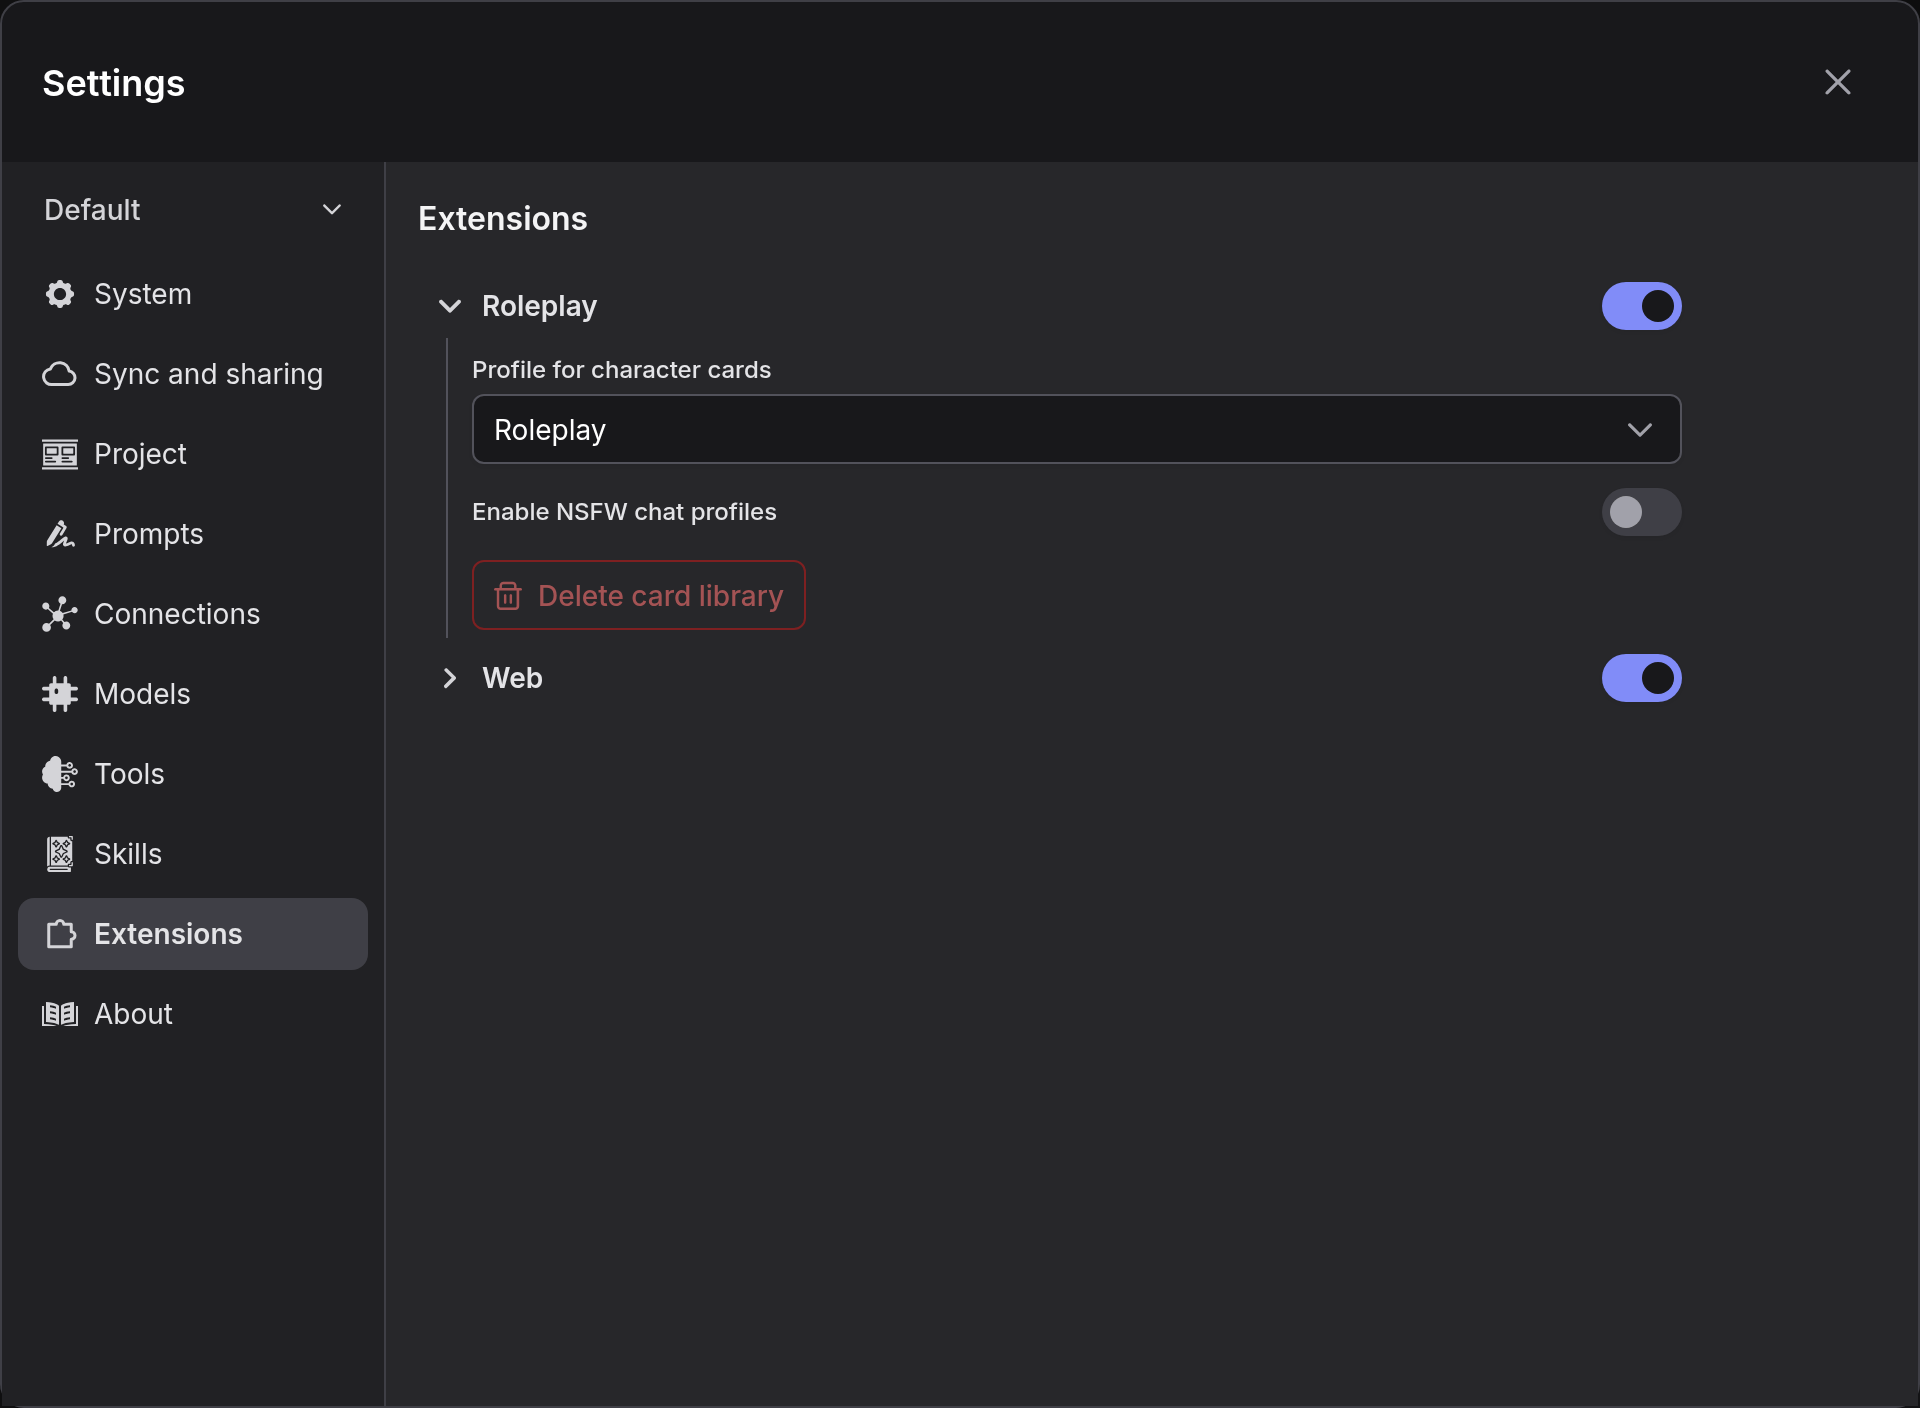 Settings
Default
System
Sync and sharing
Project
Prompts
Connections
Models
Tools
Skills
Extensions
About
Extensions
Roleplay
Profile for character cards
Roleplay
Enable NSFW chat profiles
Delete card library
Web